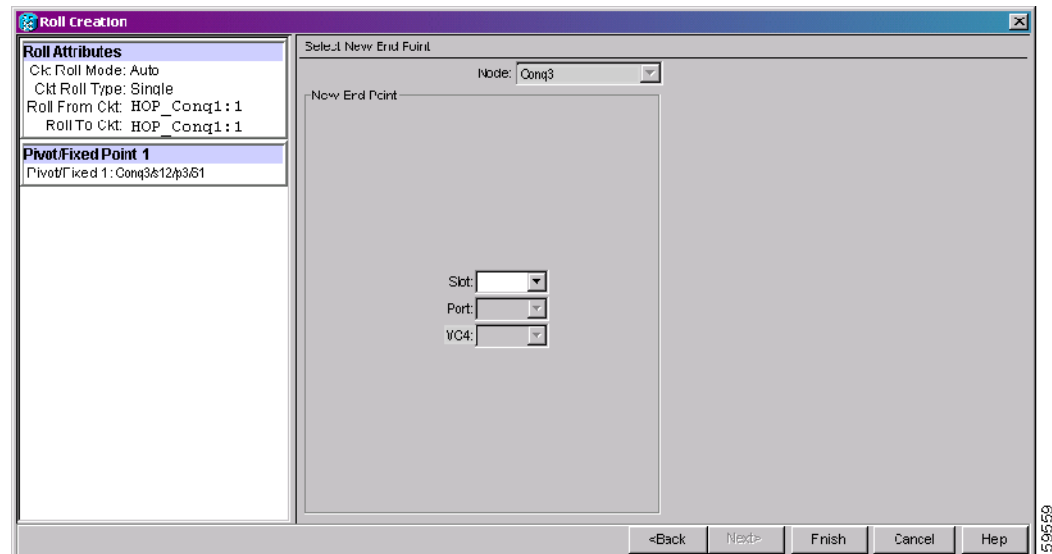 Roll Creation
Roll Attributes
Ckt Roll Mode: Auto
Ckt Roll Type: Single
Roll From Ckt: HOP_Conq1:1
Roll To Ckt: HOP_Conq1:1
Pivot/Fixed Point 1
Pivot/Fixed 1: Conq3/s12/p3/S1
Select New End Point
Node: Conq3
New End Point
Slot:
Port:
VC4:
<Back Next> Finish Cancel Help
59559